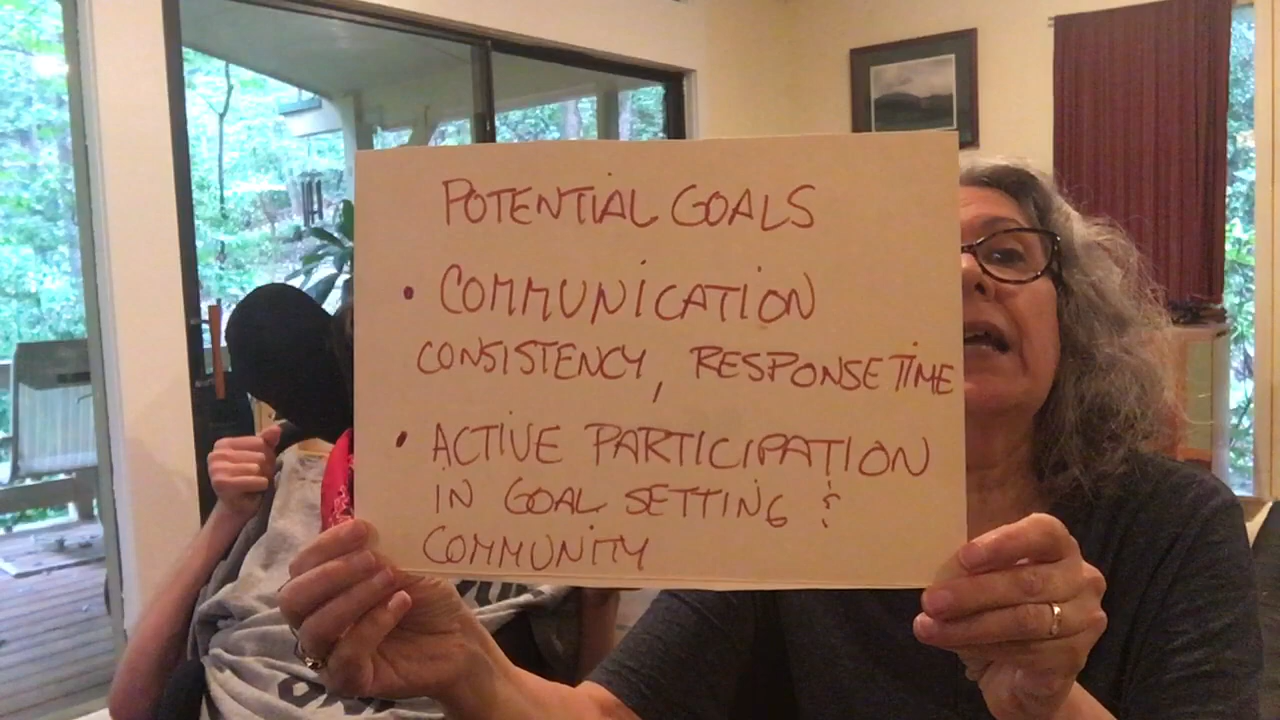 POTENTIAL GOALS
• COMMUNICATION
CONSISTENCY, RESPONSE TIME
• ACTIVE PARTICIPATION
IN GOAL SETTING &
COMMUNITY